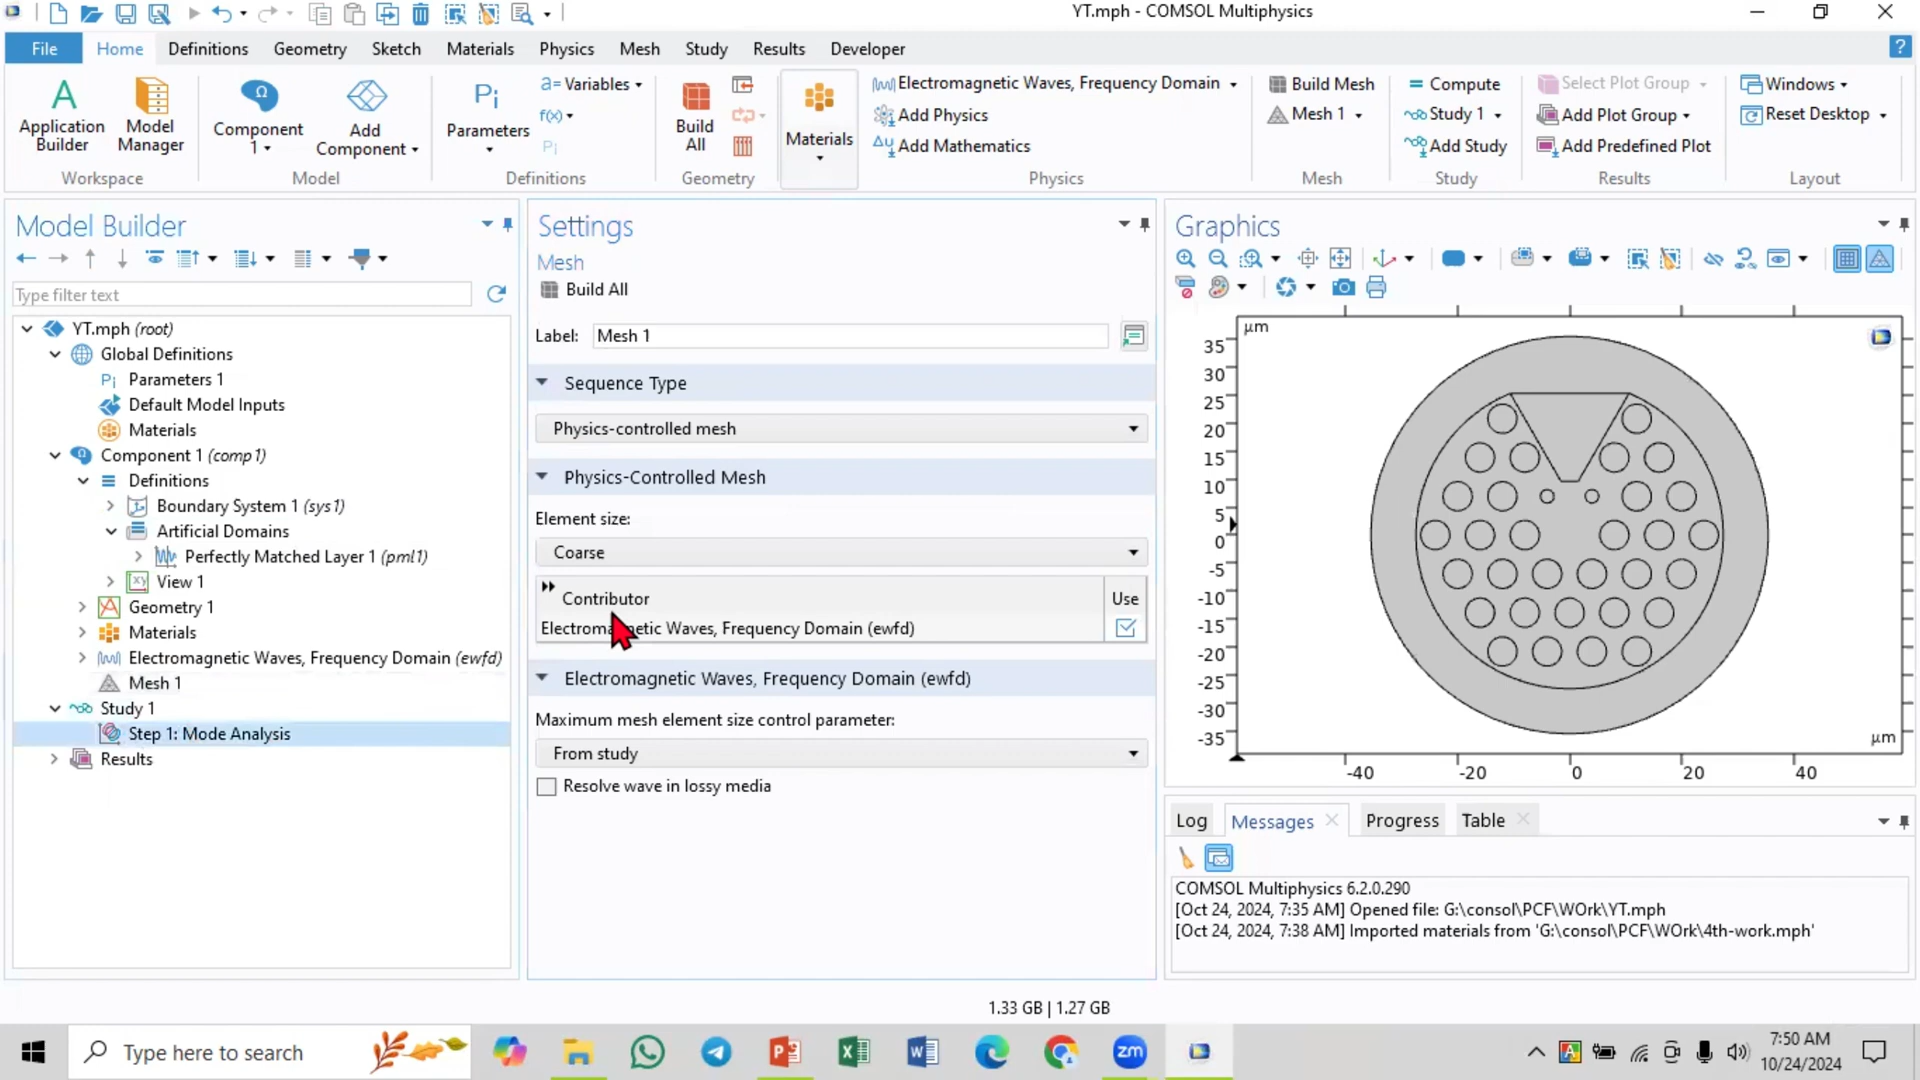 YT.mph - COMSOL Multiphysics
File
Home
Definitions
Geometry
Sketch
Materials
Physics
Mesh
Study
Results
Developer
?
Application Builder
Model Manager
Workspace
Component 1
Add Component
Model
Pi
Parameters
a= Variables
f(x)
Pi
Definitions
Build All
Geometry
Materials
Electromagnetic Waves, Frequency Domain
Add Physics
Add Mathematics
Physics
Build Mesh
Mesh 1
Mesh
= Compute
Study 1
Add Study
Study
Select Plot Group
Add Plot Group
Add Predefined Plot
Results
Windows
Reset Desktop
Layout
Model Builder
Type filter text
YT.mph (root)
Global Definitions
Pi Parameters 1
Default Model Inputs
Materials
Component 1 (comp1)
Definitions
Boundary System 1 (sys1)
Artificial Domains
Perfectly Matched Layer 1 (pml1)
View 1
Geometry 1
Materials
Electromagnetic Waves, Frequency Domain (ewfd)
Mesh 1
Study 1
Step 1: Mode Analysis
Results
Settings
Mesh
Build All
Label: Mesh 1
Sequence Type
Physics-controlled mesh
Physics-Controlled Mesh
Element size:
Coarse
Contributor Use
Electromagnetic Waves, Frequency Domain (ewfd)
Electromagnetic Waves, Frequency Domain (ewfd)
Maximum mesh element size control parameter:
From study
Resolve wave in lossy media
Graphics
µm
35
30
25
20
15
10
5
0
-5
-10
-15
-20
-25
-30
-35
µm
-40 -20 0 20 40
Log Messages Progress Table
COMSOL Multiphysics 6.2.0.290
[Oct 24, 2024, 7:35 AM] Opened file: G:\consol\PCF\WOrk\YT.mph
[Oct 24, 2024, 7:38 AM] Imported materials from 'G:\consol\PCF\WOrk\4th-work.mph'
1.33 GB | 1.27 GB
Type here to search
zm
7:50 AM
10/24/2024